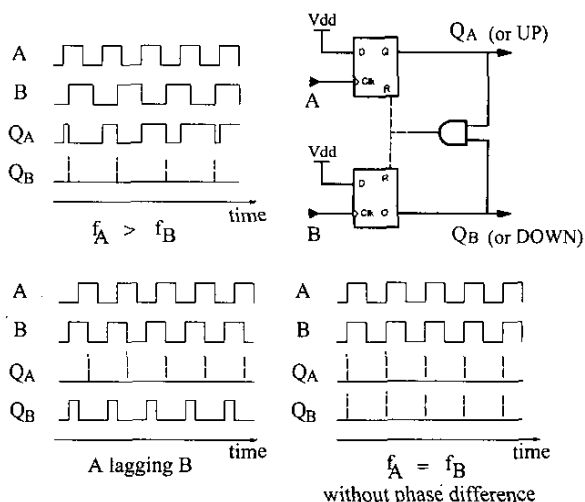 A
B
QA
QB
time
fA > fB
Vdd
D Q
Clk
R
A
QA (or UP)
Vdd
R
D
Clk Q
B
QB (or DOWN)
A
B
QA
QB
time
A lagging B
A
B
QA
QB
time
fA = fB
without phase difference